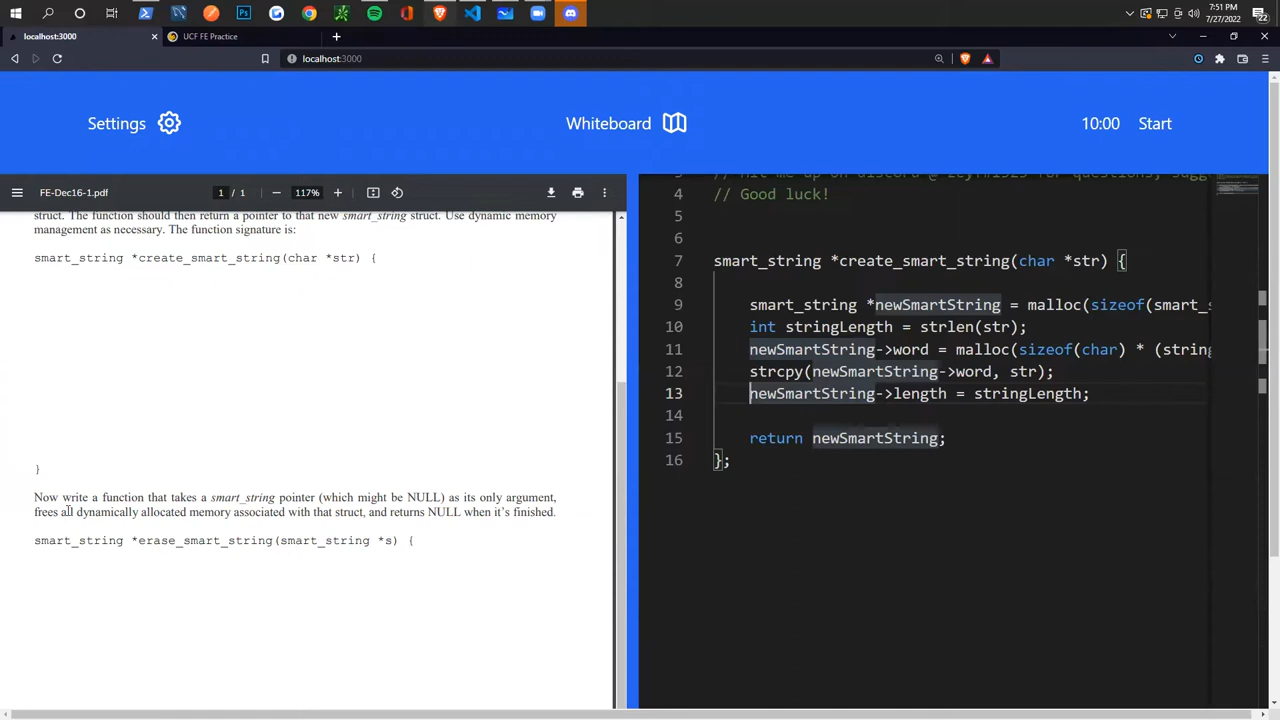 7:51 PM
7/27/2022
22
localhost:3000
UCF FE Practice
localhost:3000
Settings
Whiteboard
10:00
Start
FE-Dec16-1.pdf
1 / 1
117%
struct. The function should then return a pointer to that new smart_string struct. Use dynamic memory
management as necessary. The function signature is:
smart_string *create_smart_string(char *str) {
}
Now write a function that takes a smart_string pointer (which might be NULL) as its only argument,
frees all dynamically allocated memory associated with that struct, and returns NULL when it's finished.
smart_string *erase_smart_string(smart_string *s) {
4 // Good luck!
5
6
7 smart_string *create_smart_string(char *str) {
8
9 smart_string *newSmartString = malloc(sizeof(smart_s
10 int stringLength = strlen(str);
11 newSmartString->word = malloc(sizeof(char) * (string
12 strcpy(newSmartString->word, str);
13 newSmartString->length = stringLength;
14
15 return newSmartString;
16 };